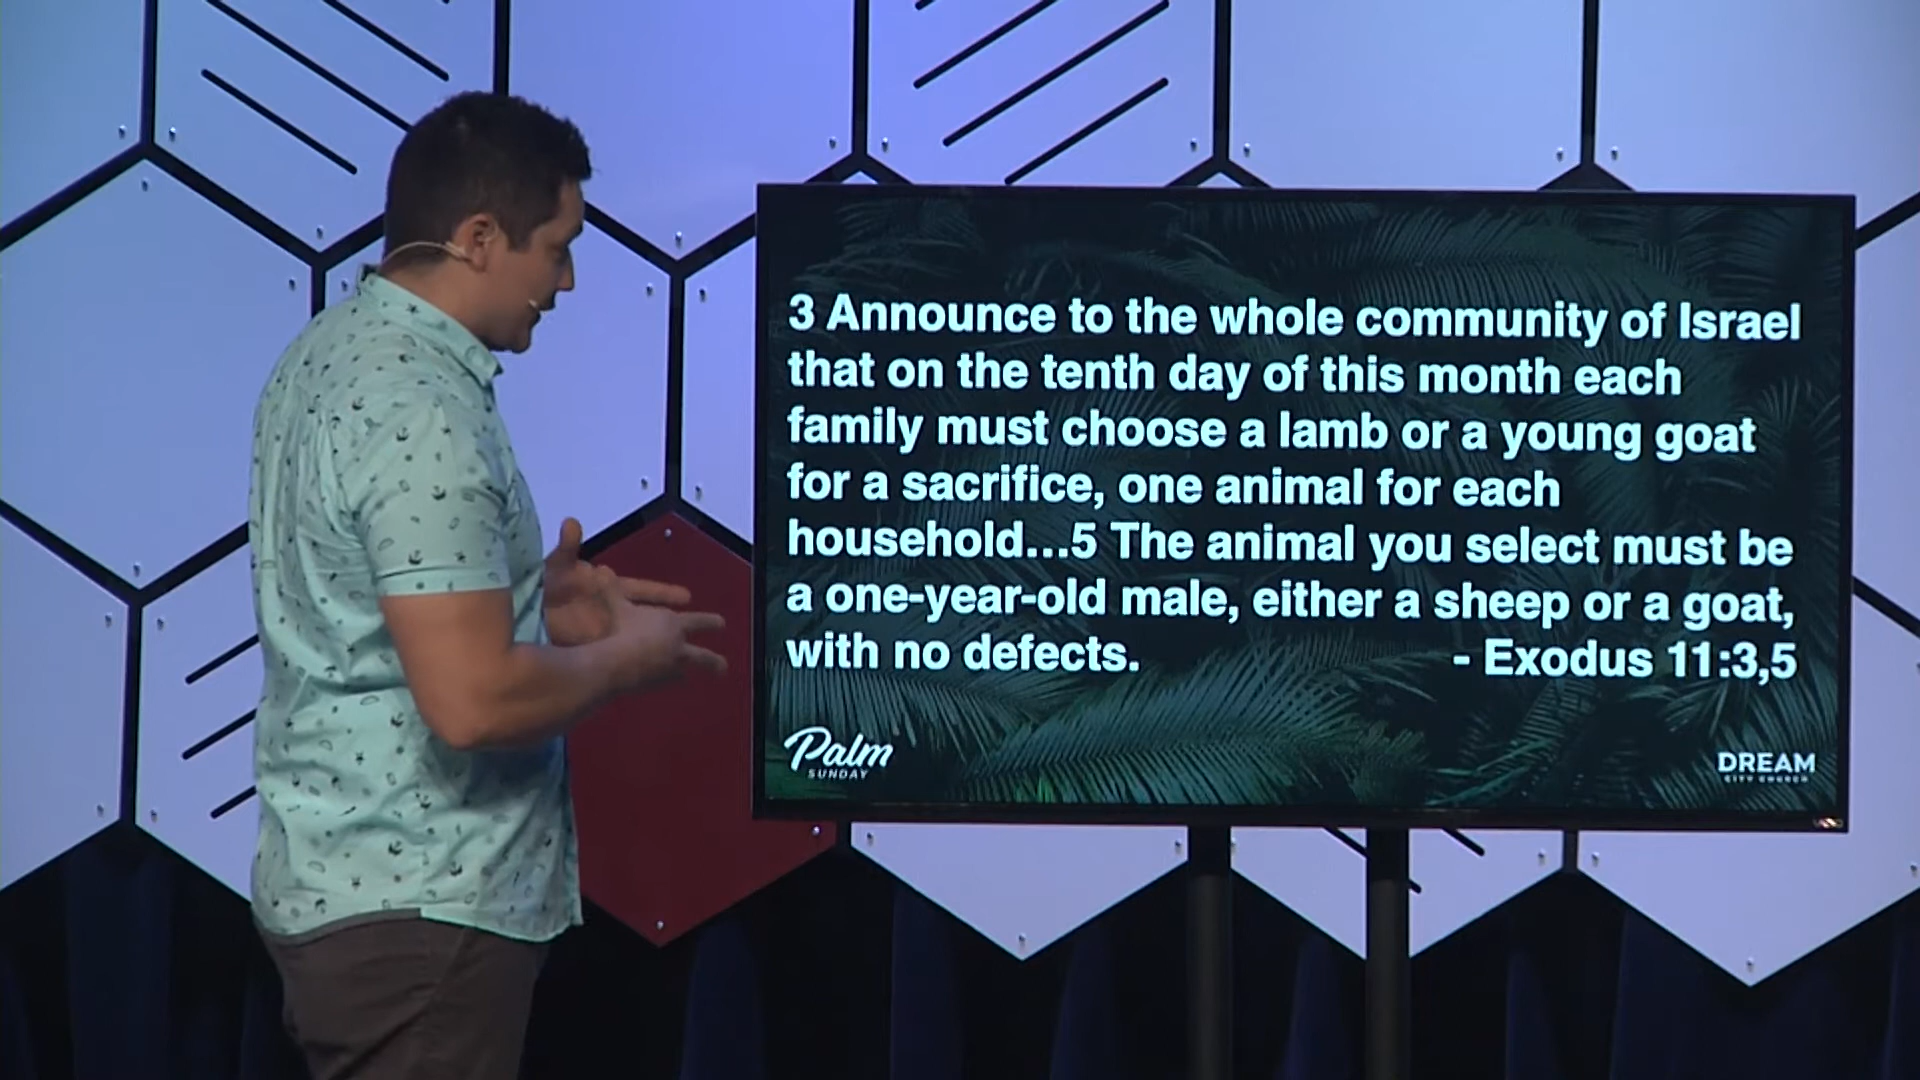 3 Announce to the whole community of Israel
that on the tenth day of this month each
family must choose a lamb or a young goat
for a sacrifice, one animal for each
household...5 The animal you select must be
a one-year-old male, either a sheep or a goat,
with no defects. - Exodus 11:3,5
Palm
SUNDAY
DREAM
CITY CHURCH